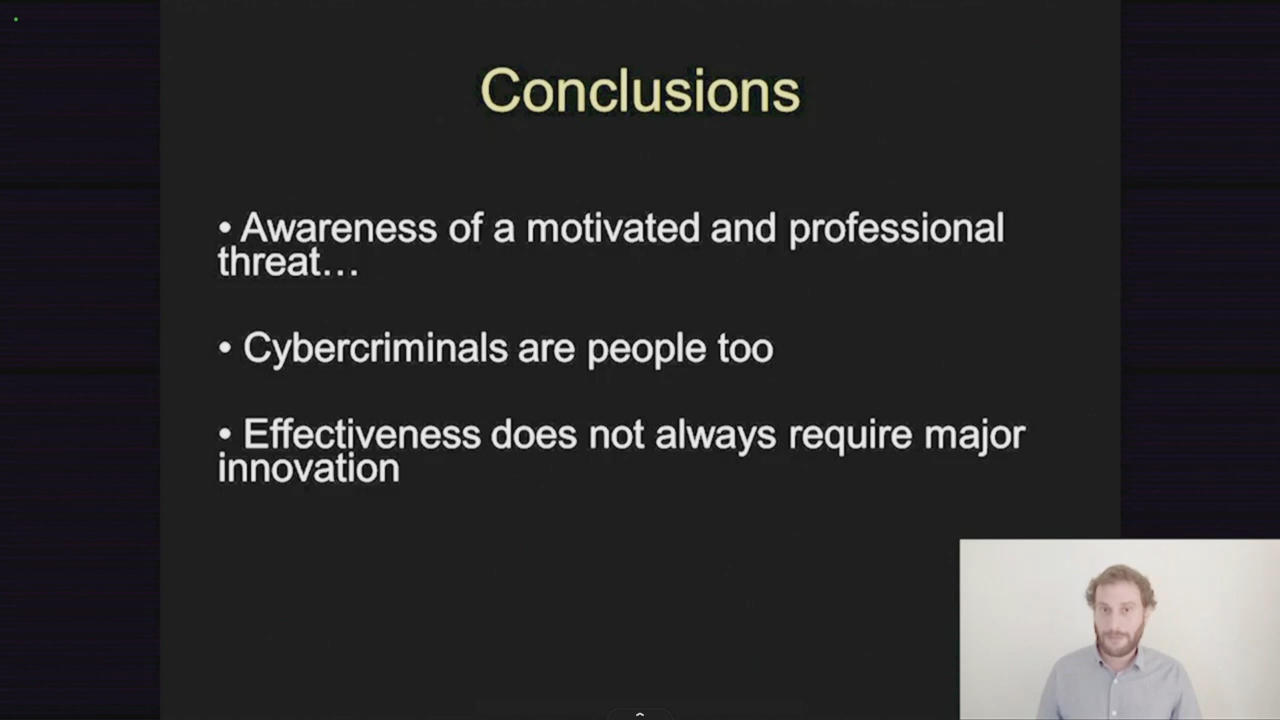 Conclusions
• Awareness of a motivated and professional
threat…
• Cybercriminals are people too
• Effectiveness does not always require major
innovation